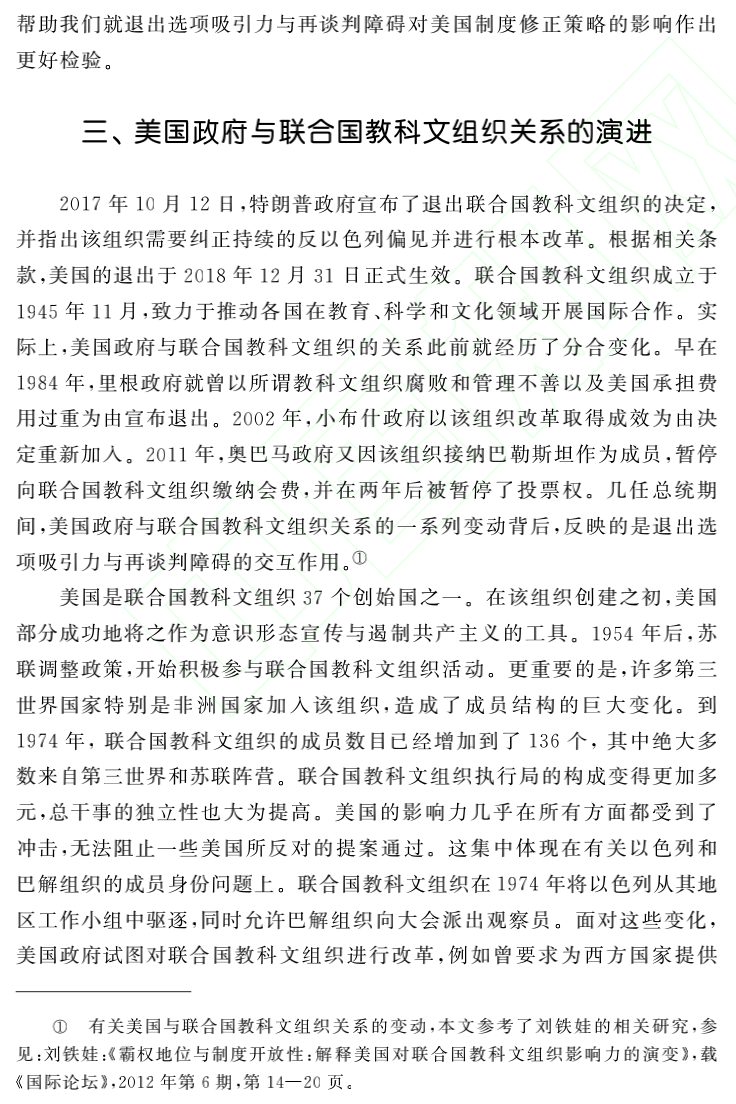 帮助我们就退出选项吸引力与再谈判障碍对美国制度修正策略的影响作出
更好检验。
三、美国政府与联合国教科文组织关系的演进
2017 年 10 月 12 日,特朗普政府宣布了退出联合国教科文组织的决定,
并指出该组织需要纠正持续的反以色列偏见并进行根本改革。根据相关条
款,美国的退出于 2018 年 12 月 31 日正式生效。联合国教科文组织成立于
1945 年 11 月,致力于推动各国在教育、科学和文化领域开展国际合作。实
际上,美国政府与联合国教科文组织的关系此前就经历了分合变化。早在
1984 年,里根政府就曾以所谓教科文组织腐败和管理不善以及美国承担费
用过重为由宣布退出。2002 年,小布什政府以该组织改革取得成效为由决
定重新加入。2011 年,奥巴马政府又因该组织接纳巴勒斯坦作为成员,暂停
向联合国教科文组织缴纳会费,并在两年后被暂停了投票权。几任总统期
间,美国政府与联合国教科文组织关系的一系列变动背后,反映的是退出选
项吸引力与再谈判障碍的交互作用。①
美国是联合国教科文组织 37 个创始国之一。在该组织创建之初,美国
部分成功地将之作为意识形态宣传与遏制共产主义的工具。1954 年后,苏
联调整政策,开始积极参与联合国教科文组织活动。更重要的是,许多第三
世界国家特别是非洲国家加入该组织,造成了成员结构的巨大变化。到
1974 年, 联合国教科文组织的成员数目已经增加到了 136 个, 其中绝大多
数来自第三世界和苏联阵营。联合国教科文组织执行局的构成变得更加多
元,总干事的独立性也大为提高。美国的影响力几乎在所有方面都受到了
冲击,无法阻止一些美国所反对的提案通过。这集中体现在有关以色列和
巴解组织的成员身份问题上。联合国教科文组织在 1974 年将以色列从其地
区工作小组中驱逐,同时允许巴解组织向大会派出观察员。面对这些变化,
美国政府试图对联合国教科文组织进行改革,例如曾要求为西方国家提供
① 有关美国与联合国教科文组织关系的变动,本文参考了刘铁娃的相关研究,参
见:刘铁娃:《霸权地位与制度开放性:解释美国对联合国教科文组织影响力的演变》,载
《国际论坛》,2012 年第 6 期,第 14—20 页。